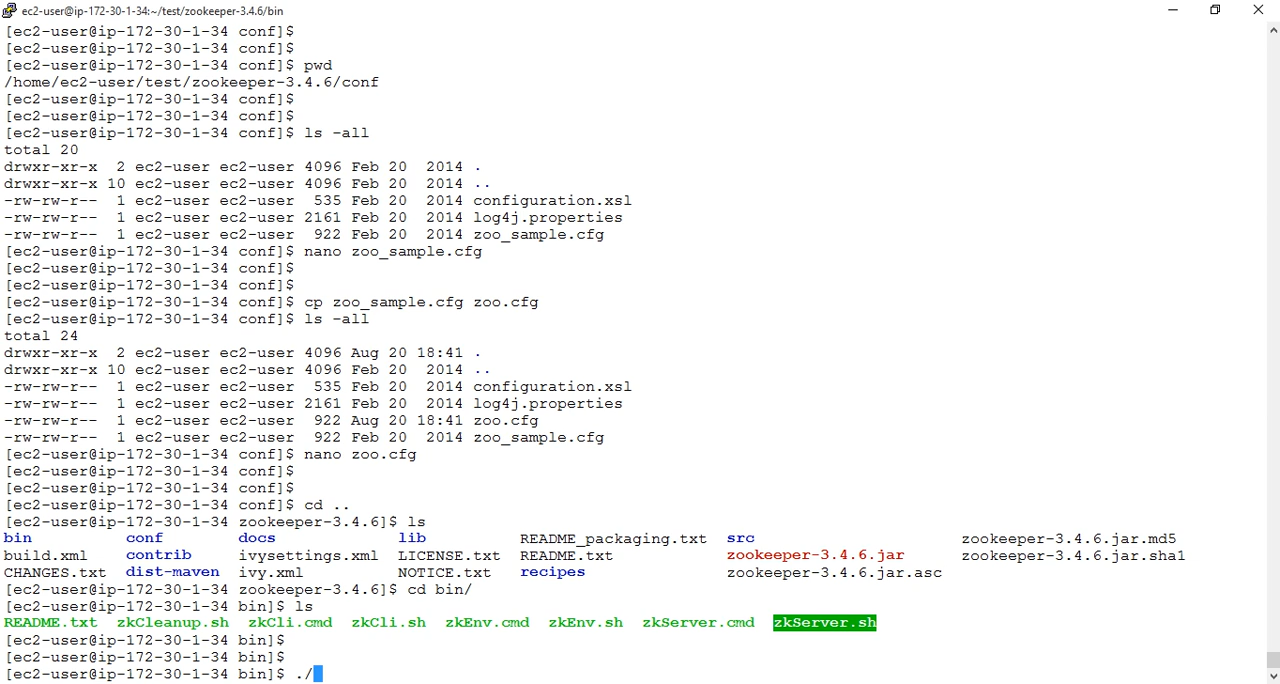 ec2-user@ip-172-30-1-34:~/test/zookeeper-3.4.6/bin
[ec2-user@ip-172-30-1-34 conf]$
[ec2-user@ip-172-30-1-34 conf]$
[ec2-user@ip-172-30-1-34 conf]$ pwd
/home/ec2-user/test/zookeeper-3.4.6/conf
[ec2-user@ip-172-30-1-34 conf]$
[ec2-user@ip-172-30-1-34 conf]$
[ec2-user@ip-172-30-1-34 conf]$ ls -all
total 20
drwxr-xr-x  2 ec2-user ec2-user 4096 Feb 20  2014 .
drwxr-xr-x 10 ec2-user ec2-user 4096 Feb 20  2014 ..
-rw-rw-r--  1 ec2-user ec2-user  535 Feb 20  2014 configuration.xsl
-rw-rw-r--  1 ec2-user ec2-user 2161 Feb 20  2014 log4j.properties
-rw-rw-r--  1 ec2-user ec2-user  922 Feb 20  2014 zoo_sample.cfg
[ec2-user@ip-172-30-1-34 conf]$ nano zoo_sample.cfg
[ec2-user@ip-172-30-1-34 conf]$
[ec2-user@ip-172-30-1-34 conf]$
[ec2-user@ip-172-30-1-34 conf]$ cp zoo_sample.cfg zoo.cfg
[ec2-user@ip-172-30-1-34 conf]$ ls -all
total 24
drwxr-xr-x  2 ec2-user ec2-user 4096 Aug 20 18:41 .
drwxr-xr-x 10 ec2-user ec2-user 4096 Feb 20  2014 ..
-rw-rw-r--  1 ec2-user ec2-user  535 Feb 20  2014 configuration.xsl
-rw-rw-r--  1 ec2-user ec2-user 2161 Feb 20  2014 log4j.properties
-rw-rw-r--  1 ec2-user ec2-user  922 Aug 20 18:41 zoo.cfg
-rw-rw-r--  1 ec2-user ec2-user  922 Feb 20  2014 zoo_sample.cfg
[ec2-user@ip-172-30-1-34 conf]$ nano zoo.cfg
[ec2-user@ip-172-30-1-34 conf]$
[ec2-user@ip-172-30-1-34 conf]$
[ec2-user@ip-172-30-1-34 conf]$ cd ..
[ec2-user@ip-172-30-1-34 zookeeper-3.4.6]$ ls
bin        conf       docs            lib          README_packaging.txt  src                      zookeeper-3.4.6.jar.md5
build.xml    contrib     ivysettings.xml  LICENSE.txt  README.txt            zookeeper-3.4.6.jar      zookeeper-3.4.6.jar.sha1
CHANGES.txt  dist-maven  ivy.xml          NOTICE.txt   recipes               zookeeper-3.4.6.jar.asc
[ec2-user@ip-172-30-1-34 zookeeper-3.4.6]$ cd bin/
[ec2-user@ip-172-30-1-34 bin]$ ls
README.txt  zkCleanup.sh  zkCli.cmd  zkCli.sh  zkEnv.cmd  zkEnv.sh  zkServer.cmd  zkServer.sh
[ec2-user@ip-172-30-1-34 bin]$
[ec2-user@ip-172-30-1-34 bin]$
[ec2-user@ip-172-30-1-34 bin]$ ./